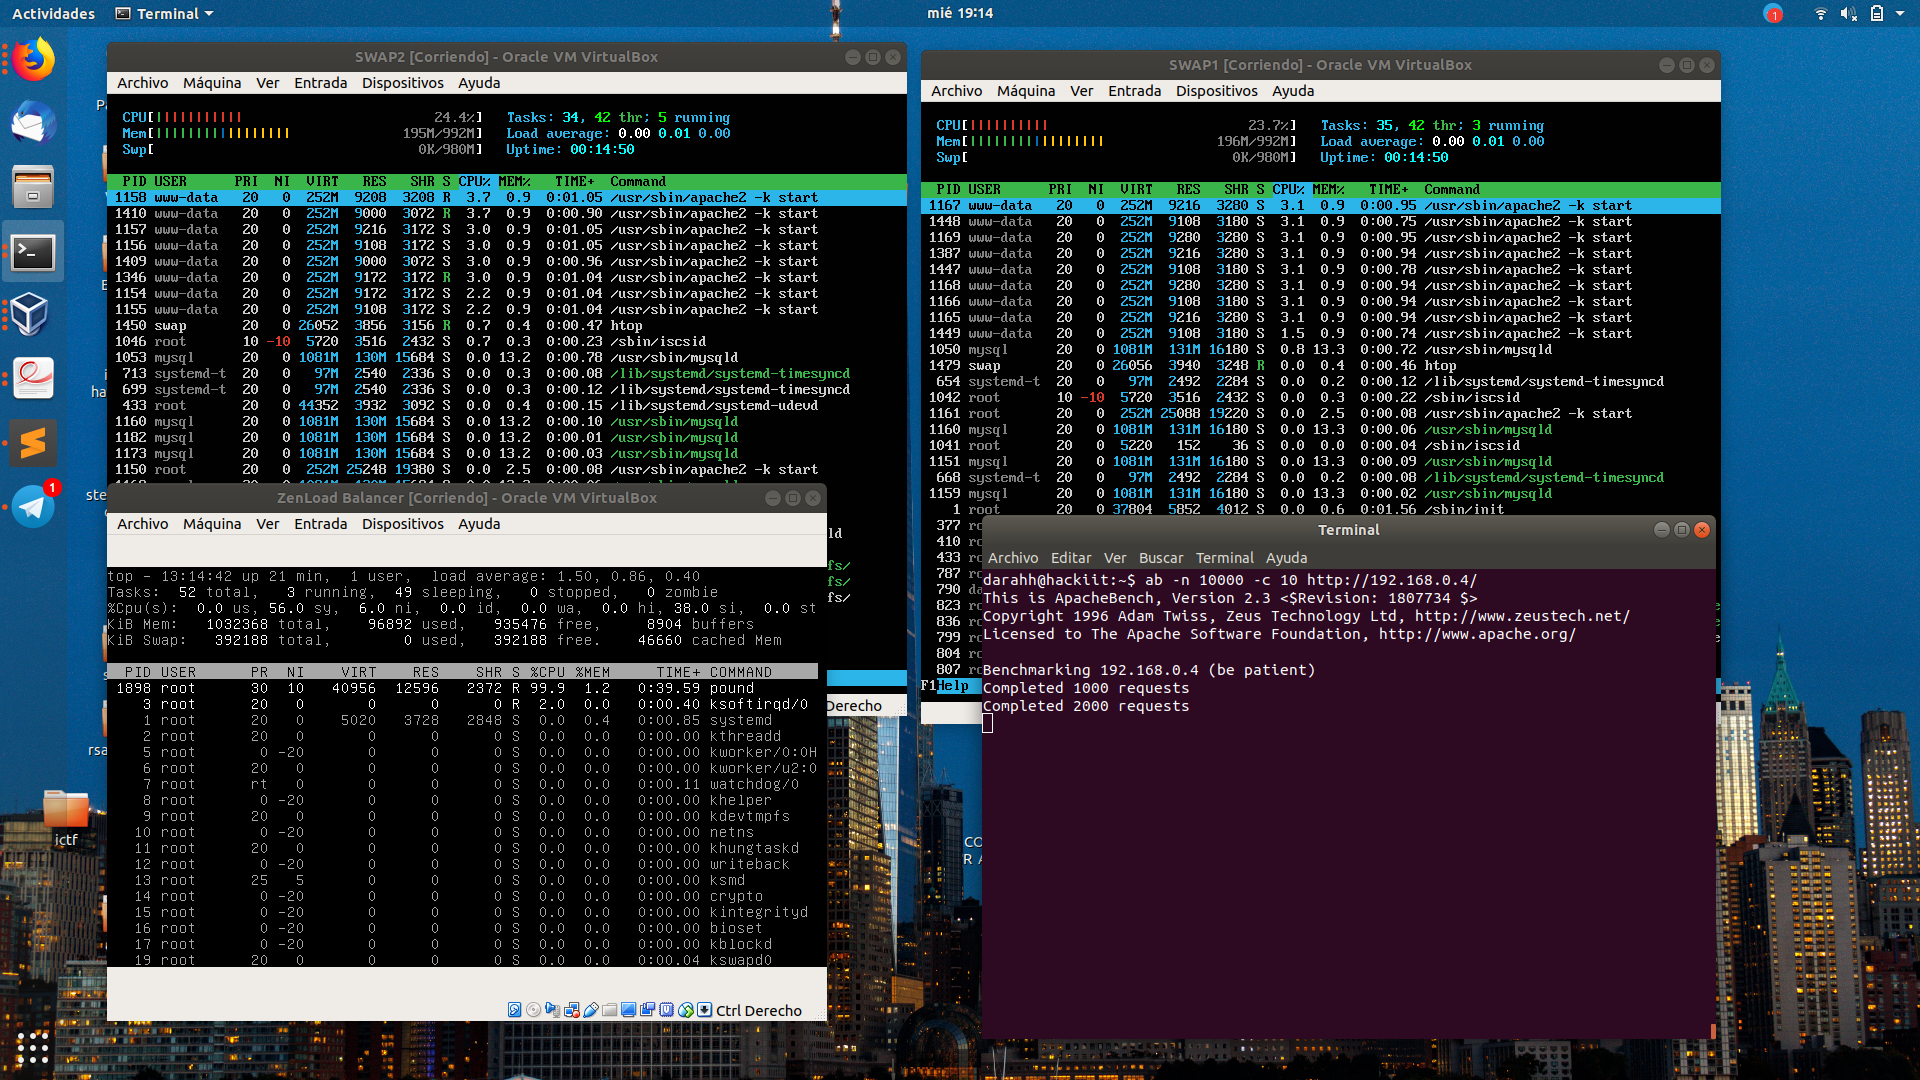 Actividades
Terminal
mié 19:14
1
SWAP2 [Corriendo] - Oracle VM VirtualBox
Archivo Máquina Ver Entrada Dispositivos Ayuda
CPU[|||||||||| 24.4%] Tasks: 34, 42 thr; 5 running
Mem[||||||||||||||||| 195M/992M] Load average: 0.00 0.01 0.00
Swp[ 0K/980M] Uptime: 00:14:50
PID USER PRI NI VIRT RES SHR S CPU% MEM% TIME+ Command
1158 www-data 20 0 252M 9208 3208 R 3.7 0.9 0:01.05 /usr/sbin/apache2 -k start
1410 www-data 20 0 252M 9000 3072 R 3.7 0.9 0:00.90 /usr/sbin/apache2 -k start
1157 www-data 20 0 252M 9216 3172 S 3.0 0.9 0:01.05 /usr/sbin/apache2 -k start
1156 www-data 20 0 252M 9108 3172 S 3.0 0.9 0:01.05 /usr/sbin/apache2 -k start
1409 www-data 20 0 252M 9000 3072 S 3.0 0.9 0:00.96 /usr/sbin/apache2 -k start
1346 www-data 20 0 252M 9172 3172 R 3.0 0.9 0:01.04 /usr/sbin/apache2 -k start
1154 www-data 20 0 252M 9172 3172 S 2.2 0.9 0:01.04 /usr/sbin/apache2 -k start
1155 www-data 20 0 252M 9108 3172 S 2.2 0.9 0:01.04 /usr/sbin/apache2 -k start
1450 swap 20 0 26052 3856 3156 R 0.7 0.4 0:00.47 htop
1046 root 10 -10 5720 3516 2432 S 0.7 0.3 0:00.23 /sbin/iscsid
1053 mysql 20 0 1081M 130M 15684 S 0.0 13.2 0:00.78 /usr/sbin/mysqld
713 systemd-t 20 0 97M 2540 2336 S 0.0 0.3 0:00.08 /lib/systemd/systemd-timesyncd
699 systemd-t 20 0 97M 2540 2336 S 0.0 0.3 0:00.12 /lib/systemd/systemd-timesyncd
433 root 20 0 44352 3932 3092 S 0.0 0.4 0:00.15 /lib/systemd/systemd-udevd
1160 mysql 20 0 1081M 130M 15684 S 0.0 13.2 0:00.10 /usr/sbin/mysqld
1182 mysql 20 0 1081M 130M 15684 S 0.0 13.2 0:00.01 /usr/sbin/mysqld
1173 mysql 20 0 1081M 130M 15684 S 0.0 13.2 0:00.03 /usr/sbin/mysqld
1150 root 20 0 252M 25248 19380 S 0.0 2.5 0:00.08 /usr/sbin/apache2 -k start
ld
fs/
fs/
fs/
Derecho
SWAP1 [Corriendo] - Oracle VM VirtualBox
Archivo Máquina Ver Entrada Dispositivos Ayuda
CPU[|||||||||| 23.7%] Tasks: 35, 42 thr; 3 running
Mem[||||||||||||||||| 196M/992M] Load average: 0.00 0.01 0.00
Swp[ 0K/980M] Uptime: 00:14:50
PID USER PRI NI VIRT RES SHR S CPU% MEM% TIME+ Command
1167 www-data 20 0 252M 9216 3280 S 3.1 0.9 0:00.95 /usr/sbin/apache2 -k start
1448 www-data 20 0 252M 9108 3180 S 3.1 0.9 0:00.75 /usr/sbin/apache2 -k start
1169 www-data 20 0 252M 9280 3280 S 3.1 0.9 0:00.95 /usr/sbin/apache2 -k start
1387 www-data 20 0 252M 9216 3280 S 3.1 0.9 0:00.94 /usr/sbin/apache2 -k start
1447 www-data 20 0 252M 9108 3180 S 3.1 0.9 0:00.78 /usr/sbin/apache2 -k start
1168 www-data 20 0 252M 9280 3280 S 3.1 0.9 0:00.94 /usr/sbin/apache2 -k start
1166 www-data 20 0 252M 9108 3180 S 3.1 0.9 0:00.94 /usr/sbin/apache2 -k start
1165 www-data 20 0 252M 9216 3280 S 3.1 0.9 0:00.94 /usr/sbin/apache2 -k start
1449 www-data 20 0 252M 9108 3180 S 1.5 0.9 0:00.74 /usr/sbin/apache2 -k start
1050 mysql 20 0 1081M 131M 16180 S 0.8 13.3 0:00.72 /usr/sbin/mysqld
1479 swap 20 0 26056 3940 3248 R 0.0 0.4 0:00.46 htop
654 systemd-t 20 0 97M 2492 2284 S 0.0 0.2 0:00.12 /lib/systemd/systemd-timesyncd
1042 root 10 -10 5720 3516 2432 S 0.0 0.3 0:00.22 /sbin/iscsid
1161 root 20 0 252M 25088 19220 S 0.0 2.5 0:00.08 /usr/sbin/apache2 -k start
1160 mysql 20 0 1081M 131M 16180 S 0.0 13.3 0:00.06 /usr/sbin/mysqld
1041 root 20 0 5220 152 36 S 0.0 0.0 0:00.04 /sbin/iscsid
1151 mysql 20 0 1081M 131M 16180 S 0.0 13.3 0:00.09 /usr/sbin/mysqld
668 systemd-t 20 0 97M 2492 2284 S 0.0 0.2 0:00.00 /lib/systemd/systemd-timesyncd
1159 mysql 20 0 1081M 131M 16180 S 0.0 13.3 0:00.02 /usr/sbin/mysqld
1 root 20 0 37804 5852 4012 S 0.0 0.6 0:01.56 /sbin/init
377 ro
410 ro
433 ro
787 ro
790 da
823 ro
836 ro
799 ro
804 ro
807 ro
F1Help
ZenLoad Balancer [Corriendo] - Oracle VM VirtualBox
Archivo Máquina Ver Entrada Dispositivos Ayuda
top - 13:14:42 up 21 min, 1 user, load average: 1.50, 0.86, 0.40
Tasks: 52 total, 3 running, 49 sleeping, 0 stopped, 0 zombie
%Cpu(s): 0.0 us, 56.0 sy, 6.0 ni, 0.0 id, 0.0 wa, 0.0 hi, 38.0 si, 0.0 st
KiB Mem: 1032368 total, 96892 used, 935476 free, 8904 buffers
KiB Swap: 392188 total, 0 used, 392188 free. 46660 cached Mem
PID USER PR NI VIRT RES SHR S %CPU %MEM TIME+ COMMAND
1898 root 30 10 40956 12596 2372 R 99.9 1.2 0:39.59 pound
3 root 20 0 0 0 0 R 2.0 0.0 0:00.40 ksoftirqd/0
1 root 20 0 5020 3728 2848 S 0.0 0.4 0:00.85 systemd
2 root 20 0 0 0 0 S 0.0 0.0 0:00.00 kthreadd
5 root 0 -20 0 0 0 S 0.0 0.0 0:00.00 kworker/0:0H
6 root 20 0 0 0 0 S 0.0 0.0 0:00.00 kworker/u2:0
7 root rt 0 0 0 0 S 0.0 0.0 0:00.11 watchdog/0
8 root 0 -20 0 0 0 S 0.0 0.0 0:00.00 khelper
9 root 20 0 0 0 0 S 0.0 0.0 0:00.00 kdevtmpfs
10 root 0 -20 0 0 0 S 0.0 0.0 0:00.00 netns
11 root 20 0 0 0 0 S 0.0 0.0 0:00.00 khungtaskd
12 root 0 -20 0 0 0 S 0.0 0.0 0:00.00 writeback
13 root 25 5 0 0 0 S 0.0 0.0 0:00.00 ksmd
14 root 0 -20 0 0 0 S 0.0 0.0 0:00.00 crypto
15 root 0 -20 0 0 0 S 0.0 0.0 0:00.00 kintegrityd
16 root 0 -20 0 0 0 S 0.0 0.0 0:00.00 bioset
17 root 0 -20 0 0 0 S 0.0 0.0 0:00.00 kblockd
19 root 20 0 0 0 0 S 0.0 0.0 0:00.04 kswapd0
Ctrl Derecho
Terminal
Archivo Editar Ver Buscar Terminal Ayuda
darahh@hackiit:~$ ab -n 10000 -c 10 http://192.168.0.4/
This is ApacheBench, Version 2.3 <$Revision: 1807734 $>
Copyright 1996 Adam Twiss, Zeus Technology Ltd, http://www.zeustech.net/
Licensed to The Apache Software Foundation, http://www.apache.org/
Benchmarking 192.168.0.4 (be patient)
Completed 1000 requests
Completed 2000 requests
1
ha
ste
rsa
ictf
CO
R A